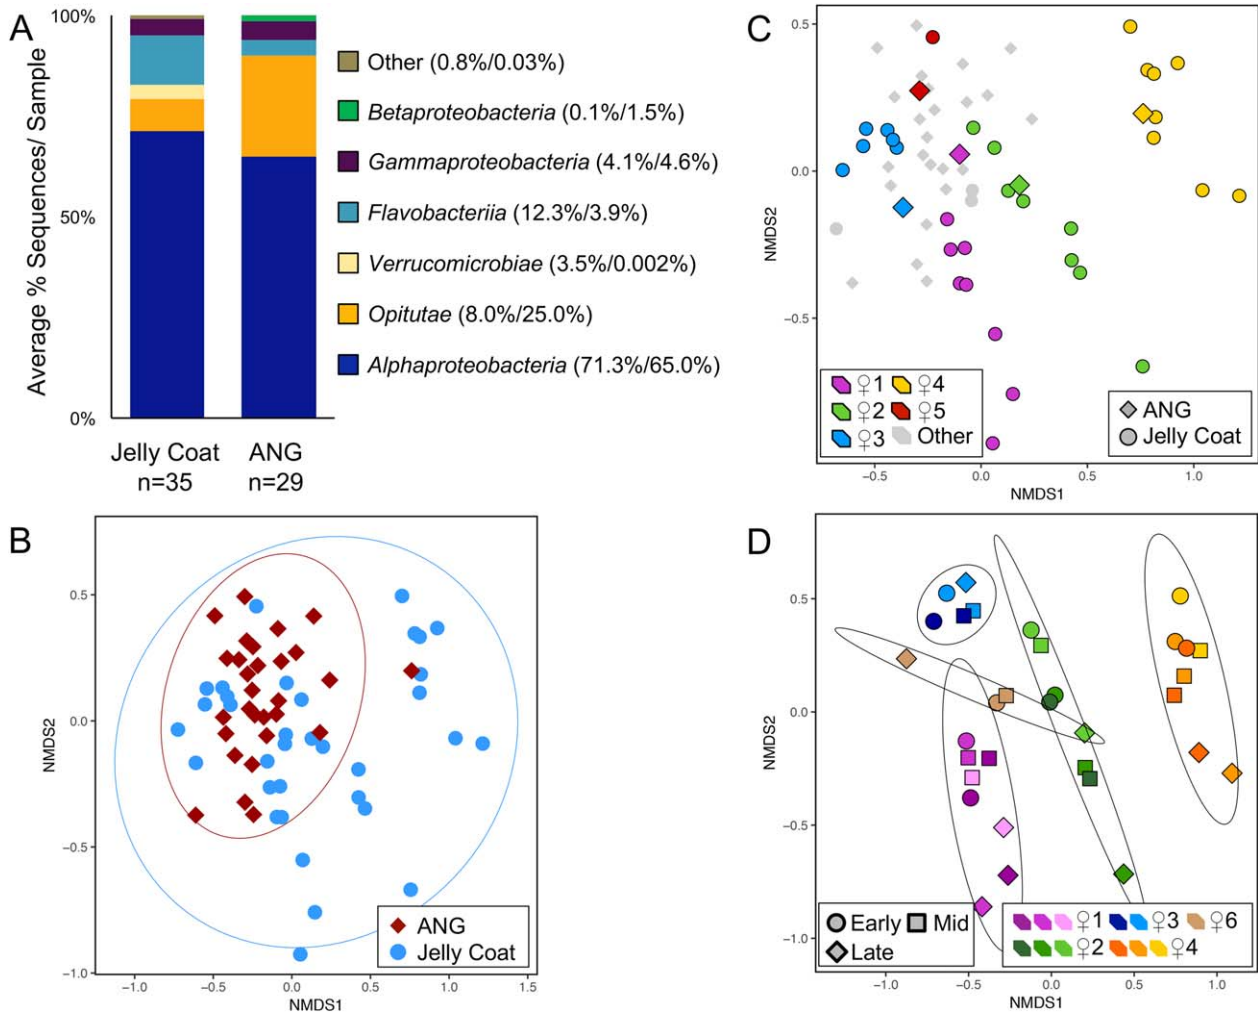 A
Average % Sequences/ Sample
100%
50%
0%
Jelly Coat
n=35
ANG
n=29
Other (0.8%/0.03%)
Betaproteobacteria (0.1%/1.5%)
Gammaproteobacteria (4.1%/4.6%)
Flavobacteriia (12.3%/3.9%)
Verrucomicrobiae (3.5%/0.002%)
Opitutae (8.0%/25.0%)
Alphaproteobacteria (71.3%/65.0%)
C
NMDS2
0.5
0.0
−0.5
♀1 ♀4
♀2 ♀5
♀3 Other
ANG
Jelly Coat
−0.5 0.0 0.5 1.0
NMDS1
B
NMDS2
0.5
0.0
−0.5
−1.0
ANG
Jelly Coat
−1.0 −0.5 0.0 0.5 1.0 1.5
NMDS1
D
NMDS2
0.5
0.0
−0.5
−1.0
Early Mid
Late
♀1 ♀3 ♀6
♀2 ♀4
−1.0 −0.5 0.0 0.5 1.0
NMDS1